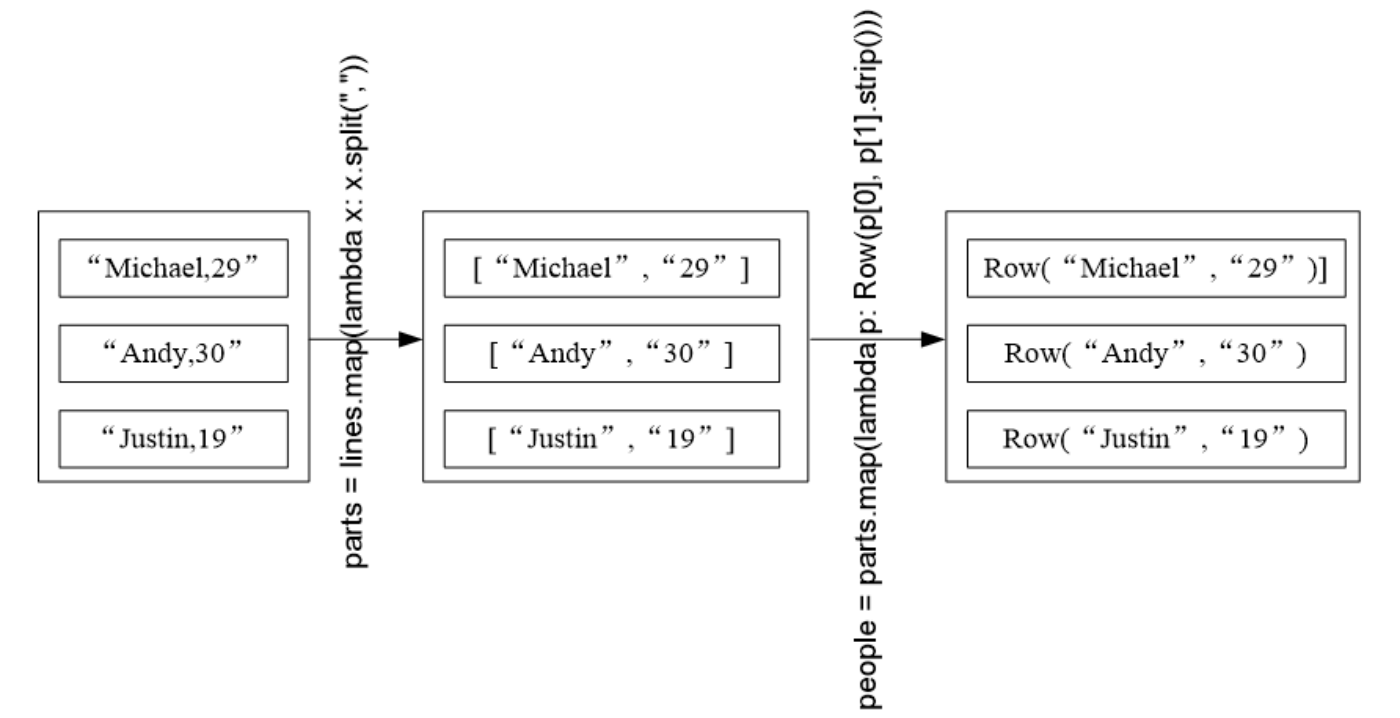 “Michael,29”
“Andy,30”
“Justin,19”
parts = lines.map(lambda x: x.split(","))
[ “Michael” , “29” ]
[ “Andy” , “30” ]
[ “Justin” , “19” ]
people = parts.map(lambda p: Row(p[0], p[1].strip()))
Row( “Michael” , “29” )]
Row( “Andy” , “30” )
Row( “Justin” , “19” )